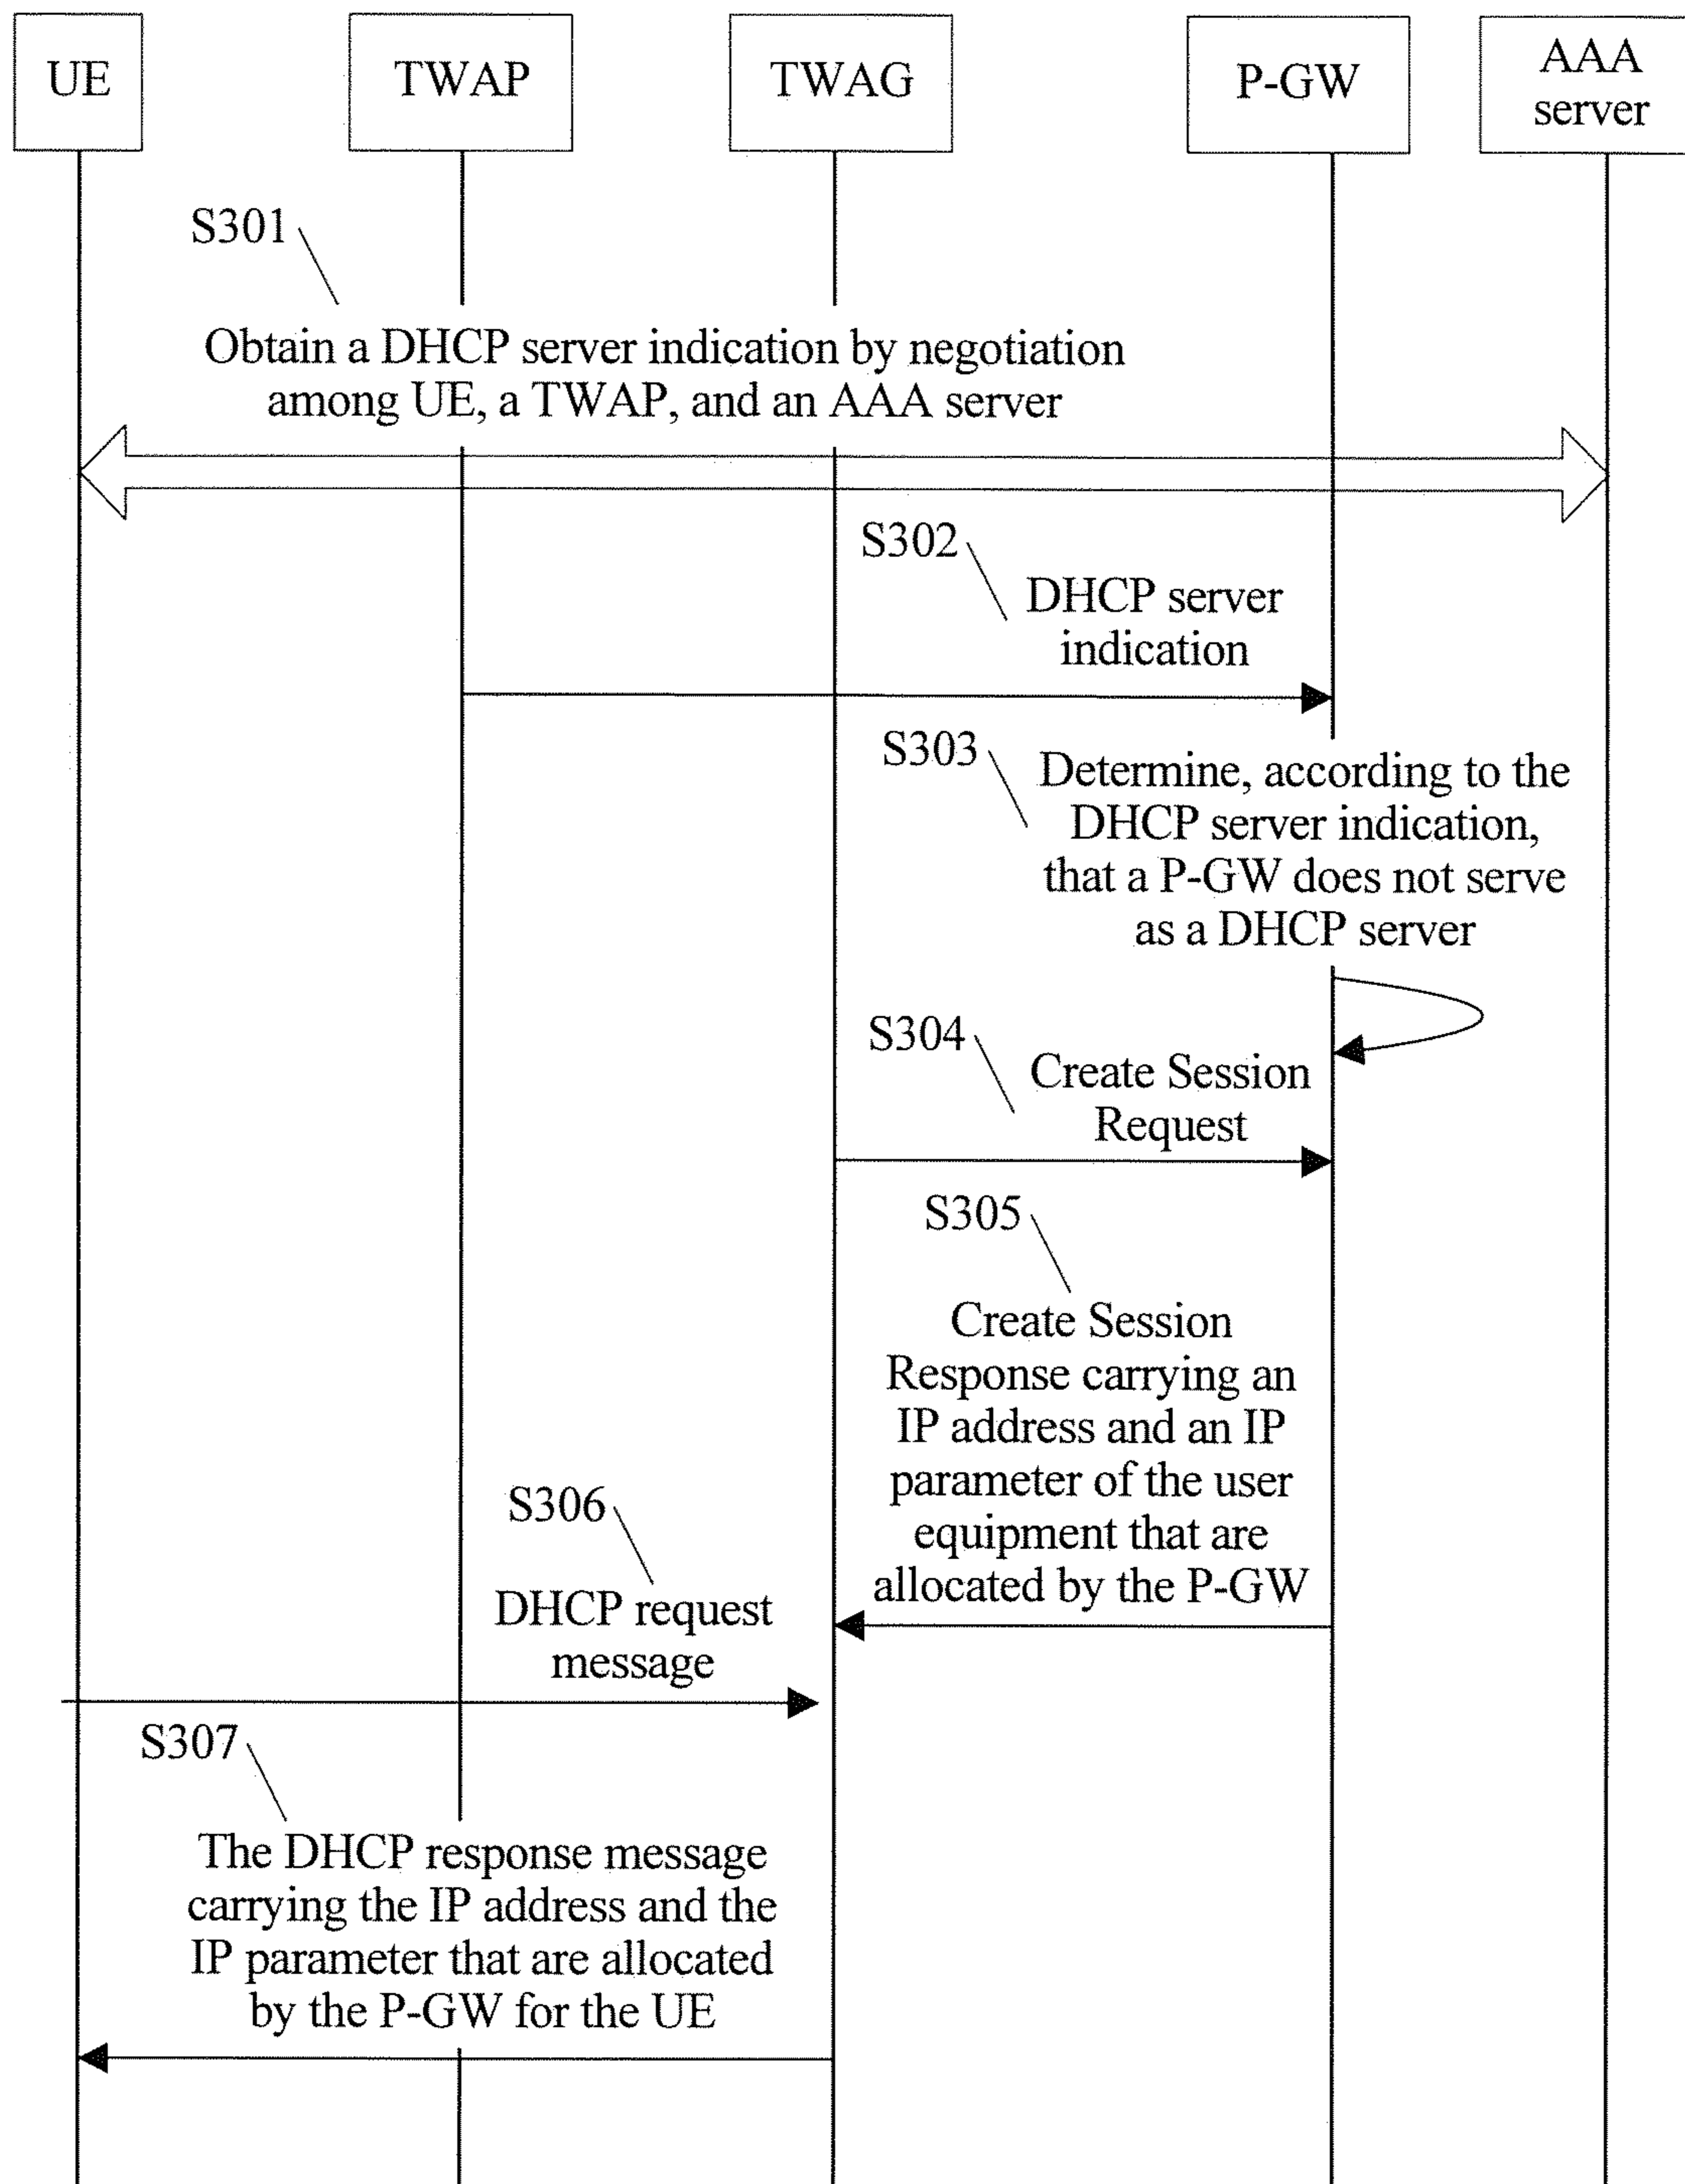 UE
TWAP
TWAG
P-GW
AAA
server
S301
Obtain a DHCP server indication by negotiation
among UE, a TWAP, and an AAA server
S302
DHCP server
indication
S303
Determine, according to the
DHCP server indication,
that a P-GW does not serve
as a DHCP server
S304
Create Session
Request
S305
Create Session
Response carrying an
IP address and an IP
parameter of the user
equipment that are
allocated by the P-GW
S306
DHCP request
message
S307
The DHCP response message
carrying the IP address and the
IP parameter that are allocated
by the P-GW for the UE